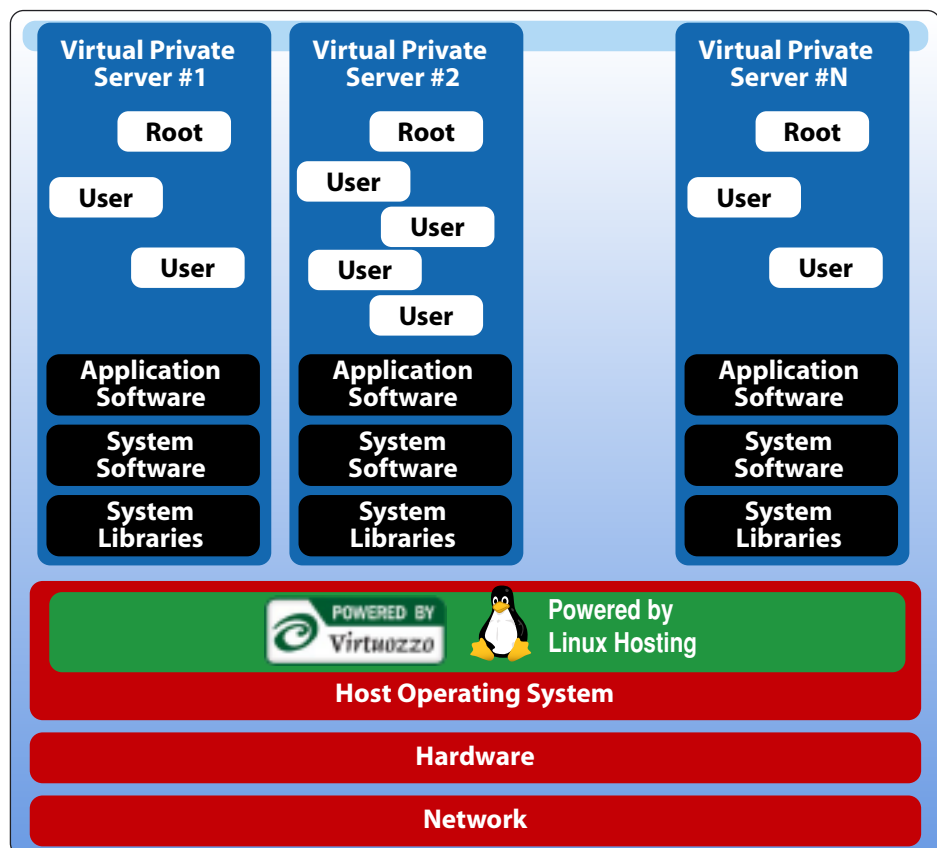 Virtual Private
Server #1
Root
User
User
Application
Software
System
Software
System
Libraries
Virtual Private
Server #2
Root
User
User
User
User
Application
Software
System
Software
System
Libraries
Virtual Private
Server #N
Root
User
User
Application
Software
System
Software
System
Libraries
POWERED BY
Virtuozzo
Powered by
Linux Hosting
Host Operating System
Hardware
Network